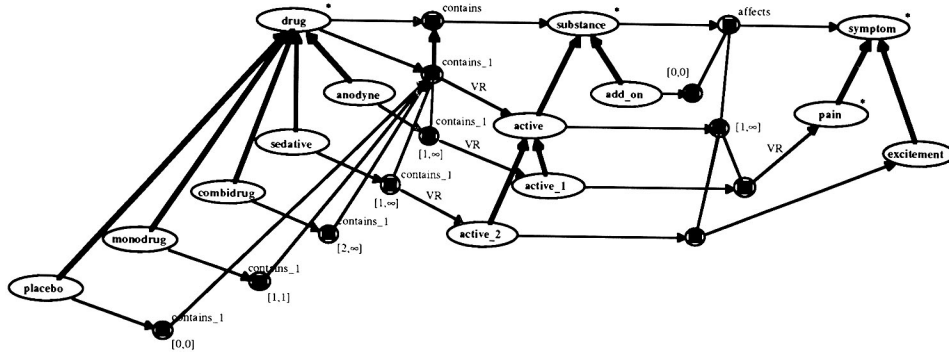 drug
*
contains
substance
*
affects
symptom
*
contains_1
VR
[0,0]
anodyne
add_on
pain
*
contains_1
active
[1,∞]
sedative
[1,∞]
VR
VR
excitement
contains_1
active_1
combidrug
[1,∞]
VR
contains_1
active_2
monodrug
[2,∞]
contains_1
placebo
[1,1]
contains_1
[0,0]